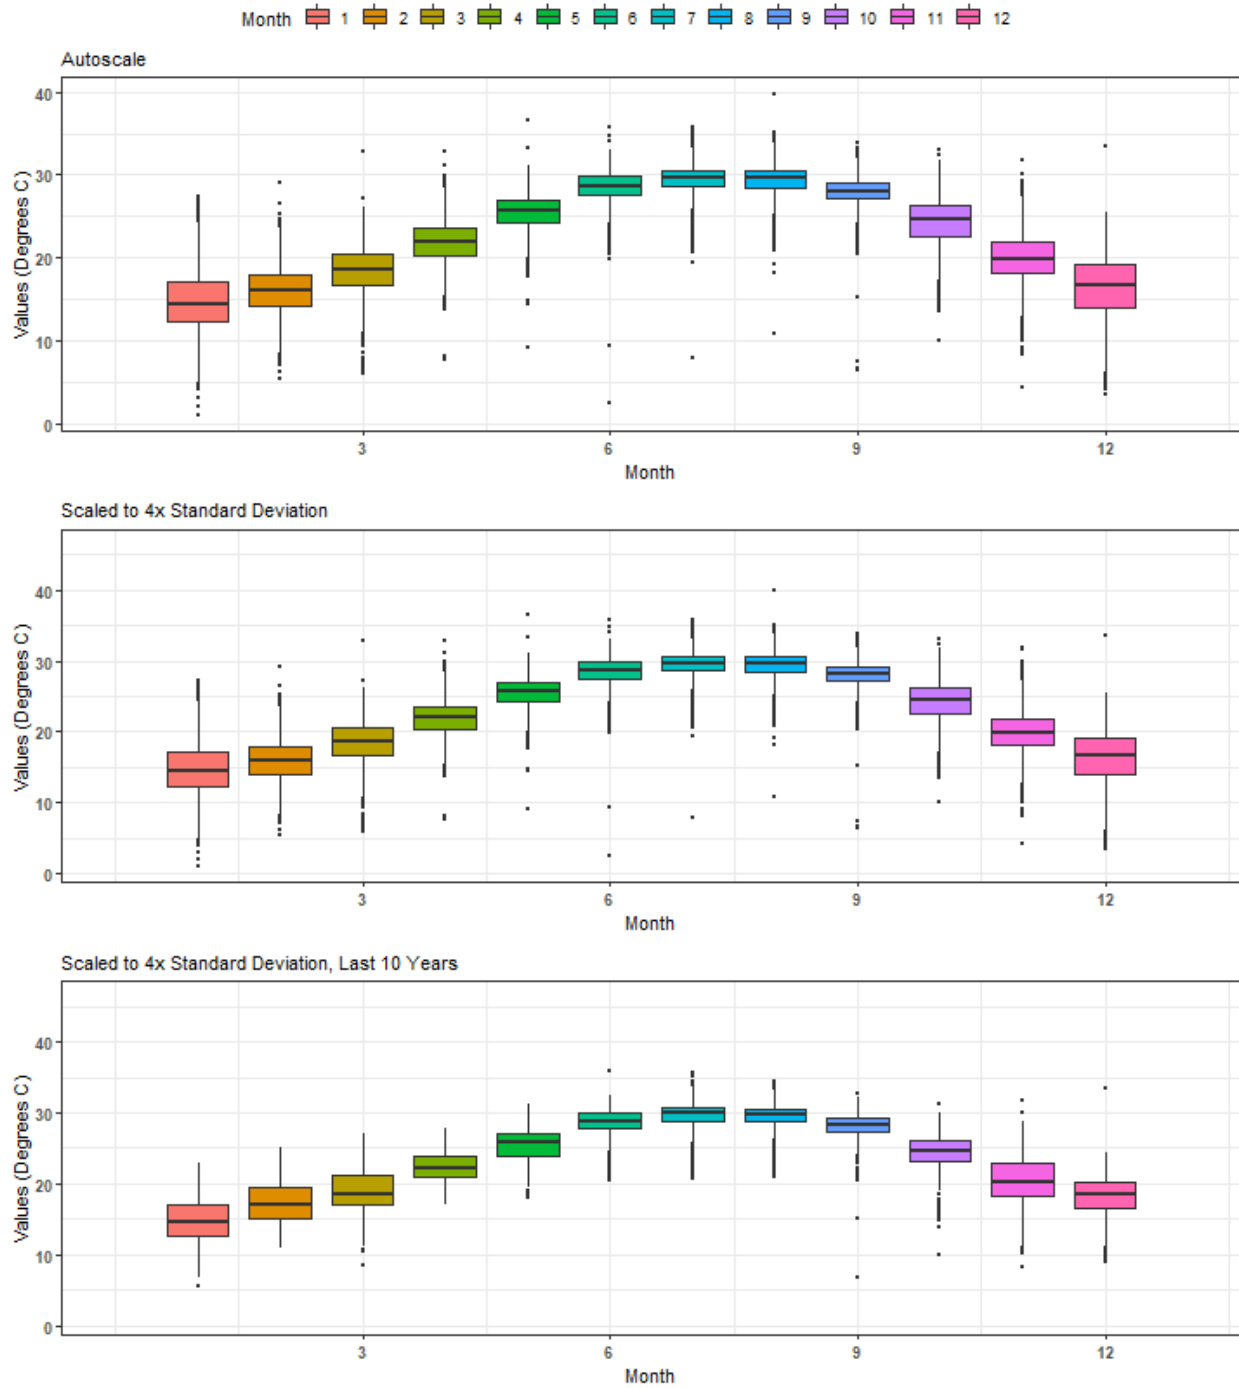 Month 1 2 3 4 5 6 7 8 9 10 11 12
Autoscale
Values (Degrees C)
40
30
20
10
0
3 6 9 12
Month
Scaled to 4x Standard Deviation
Values (Degrees C)
40
30
20
10
0
3 6 9 12
Month
Scaled to 4x Standard Deviation, Last 10 Years
Values (Degrees C)
40
30
20
10
0
3 6 9 12
Month